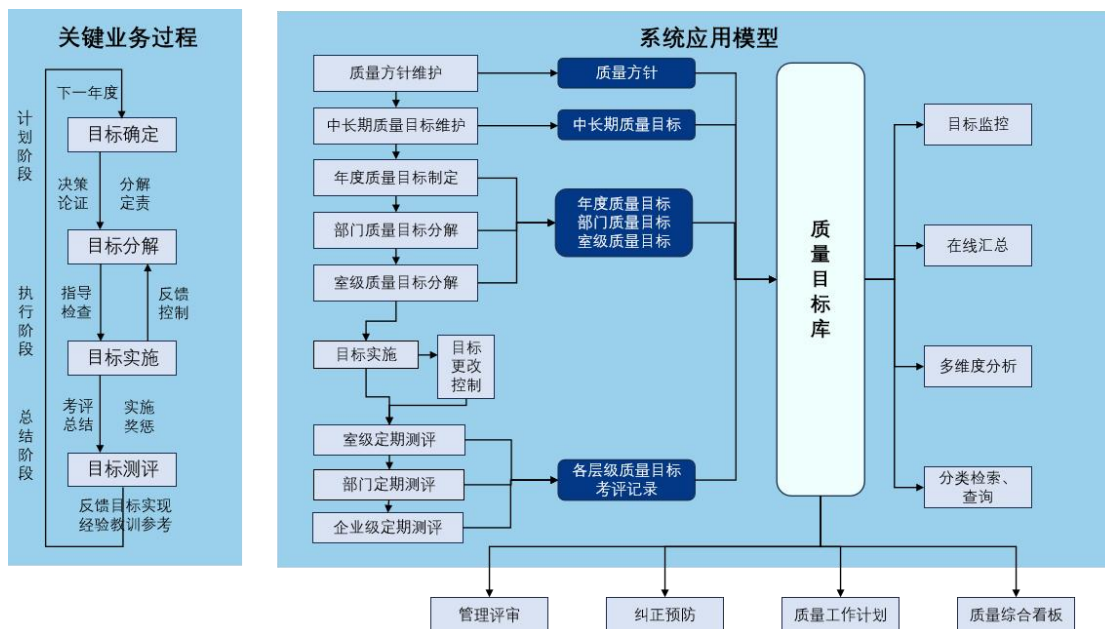 关键业务过程
下一年度
计划阶段
目标确定
决策
论证
分解
定责
目标分解
执行阶段
指导
检查
反馈
控制
目标实施
总结阶段
考评
总结
实施
奖惩
目标测评
反馈目标实现
经验教训参考
系统应用模型
质量方针维护
质量方针
中长期质量目标维护
中长期质量目标
年度质量目标制定
部门质量目标分解
室级质量目标分解
年度质量目标
部门质量目标
室级质量目标
目标实施
目标
更改
控制
室级定期测评
部门定期测评
企业级定期测评
各层级质量目标
考评记录
质量目标库
目标监控
在线汇总
多维度分析
分类检索、
查询
管理评审
纠正预防
质量工作计划
质量综合看板